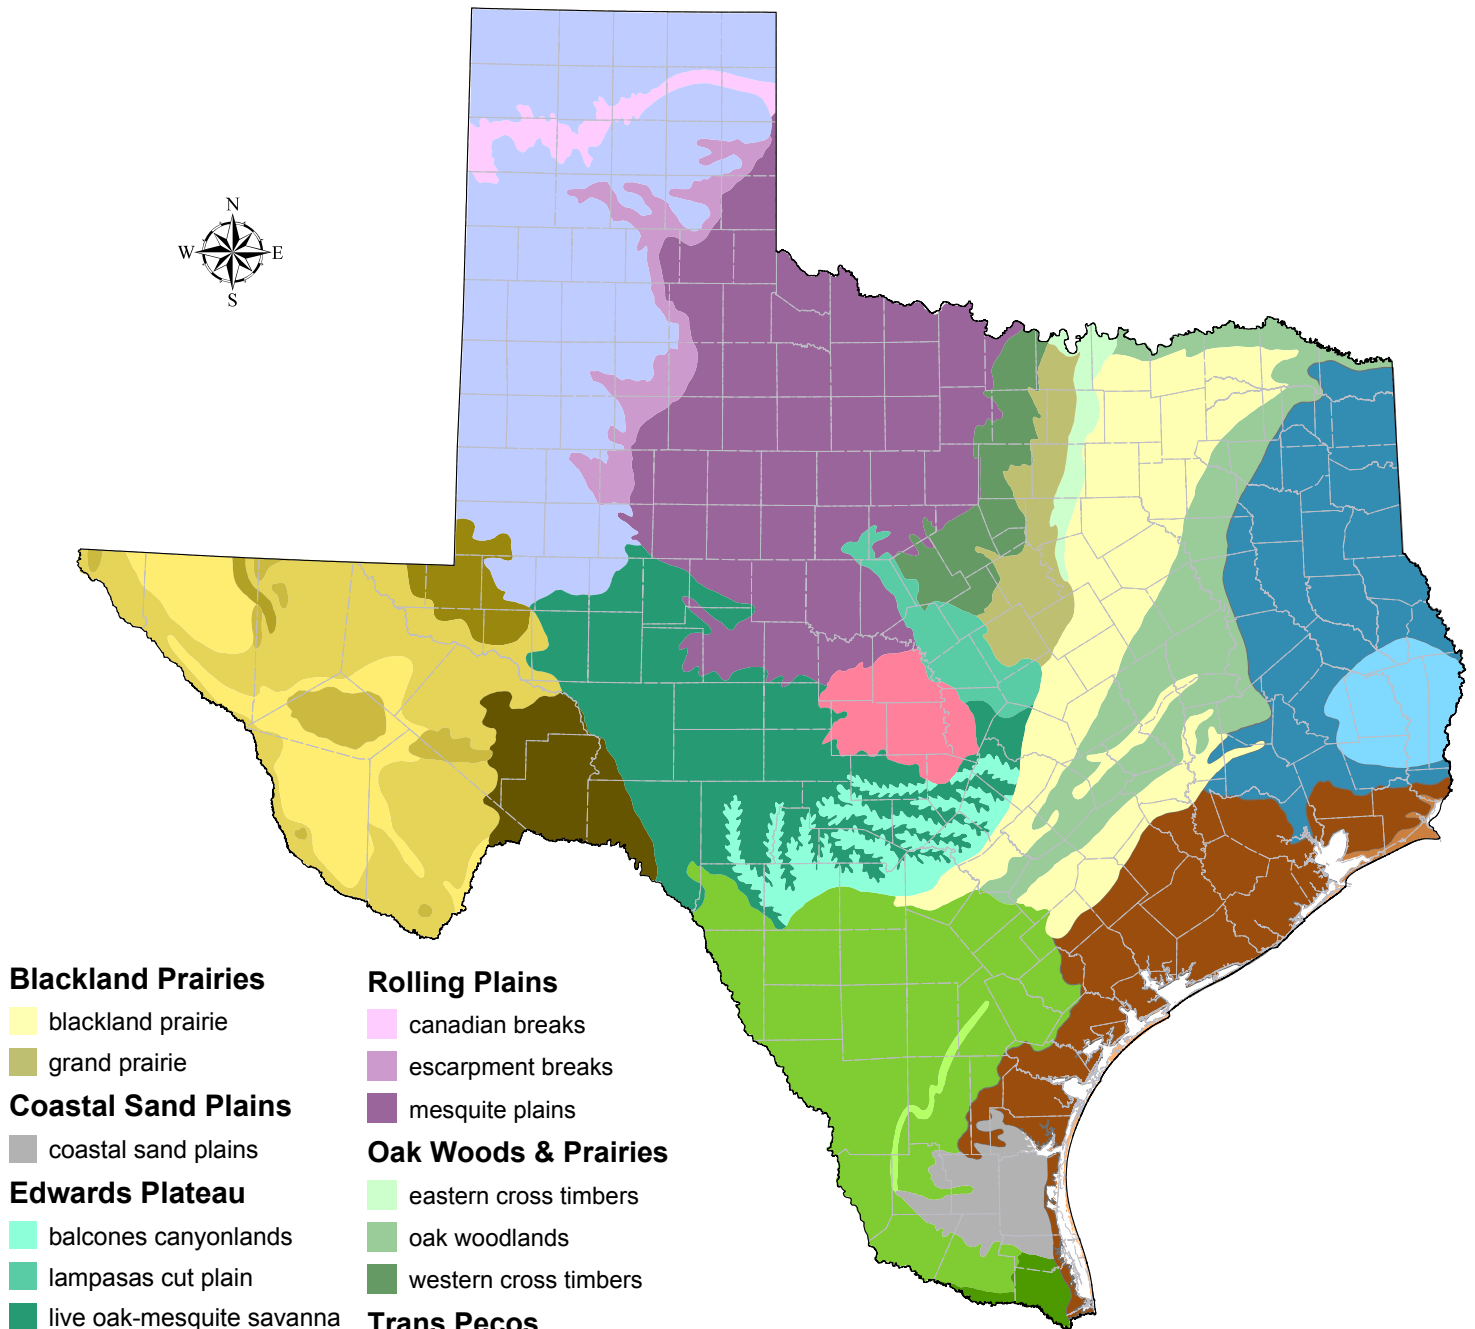 N
W E
S
Blackland Prairies
blackland prairie
grand prairie
Coastal Sand Plains
coastal sand plains
Edwards Plateau
balcones canyonlands
lampasas cut plain
live oak-mesquite savanna
Rolling Plains
canadian breaks
escarpment breaks
mesquite plains
Oak Woods & Prairies
eastern cross timbers
oak woodlands
western cross timbers
Trans Pecos